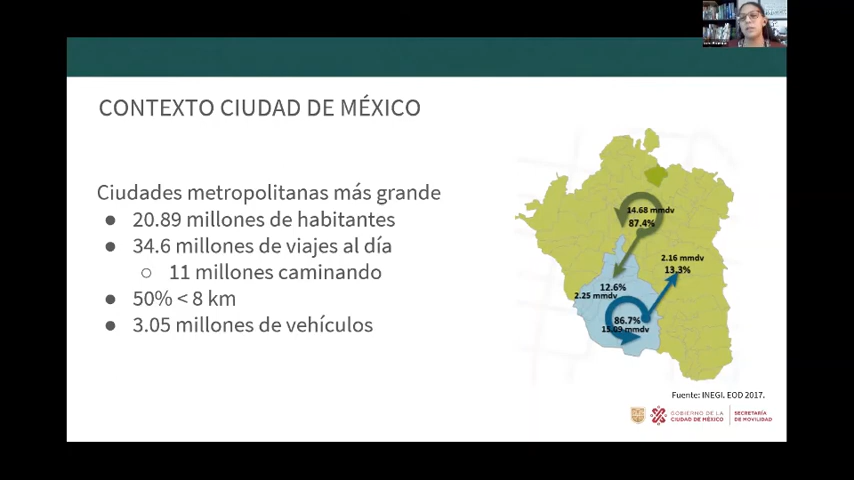 CONTEXTO CIUDAD DE MÉXICO
Ciudades metropolitanas más grande
● 20.89 millones de habitantes
● 34.6 millones de viajes al día
○ 11 millones caminando
● 50% < 8 km
● 3.05 millones de vehículos
14.68 mmdv
87.4%
2.16 mmdv
13.3%
12.6%
2.25 mmdv
86.7%
15.09 mmdv
Fuente: INEGI. EOD 2017.
GOBIERNO DE LA
CIUDAD DE MÉXICO
SECRETARÍA
DE MOVILIDAD